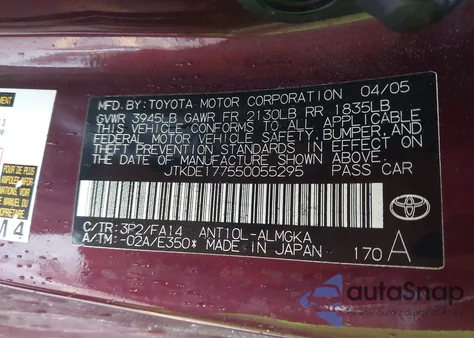 MFD.BY: TOYOTA MOTOR CORPORATION 04/05
GVWR 3945LB GAWR FR 2130LB RR 1835LB
THIS VEHICLE CONFORMS TO ALL APPLICABLE
FEDERAL MOTOR VEHICLE SAFETY, BUMPER, AND
THEFT PREVENTION STANDARDS IN EFFECT ON
THE DATE OF MANUFACTURE SHOWN ABOVE.
JTKDE177550055295 PASS CAR
TOYOTA
C/TR: 3P2/FA14 ANT10L-ALMGKA
A/TM: -02A/E350* MADE IN JAPAN
170 A
M 4
autoSnap